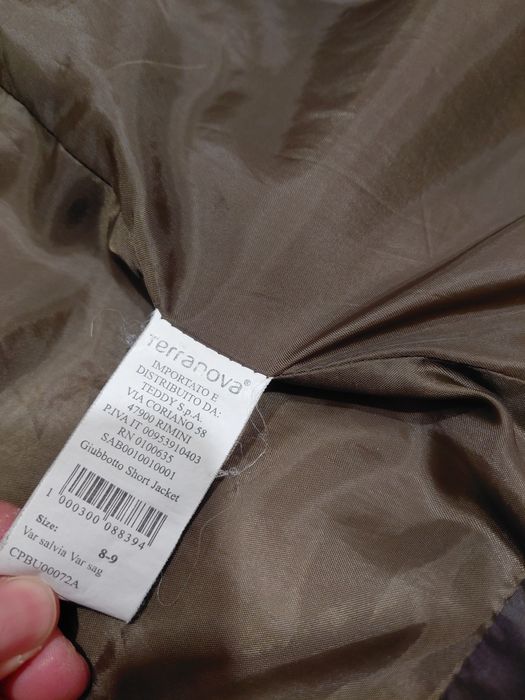 terranova®
IMPORTATO E
DISTRIBUITO DA:
TEDDY S.p.A.
VIA CORIANO 58
47900 RIMINI
P.IVA IT 00953910403
RN 0100635
SAB0010010001
Giubbotto Short Jacket
1 000300 088394
Size: 8-9
Var salvia Var sag
CPBU00072A